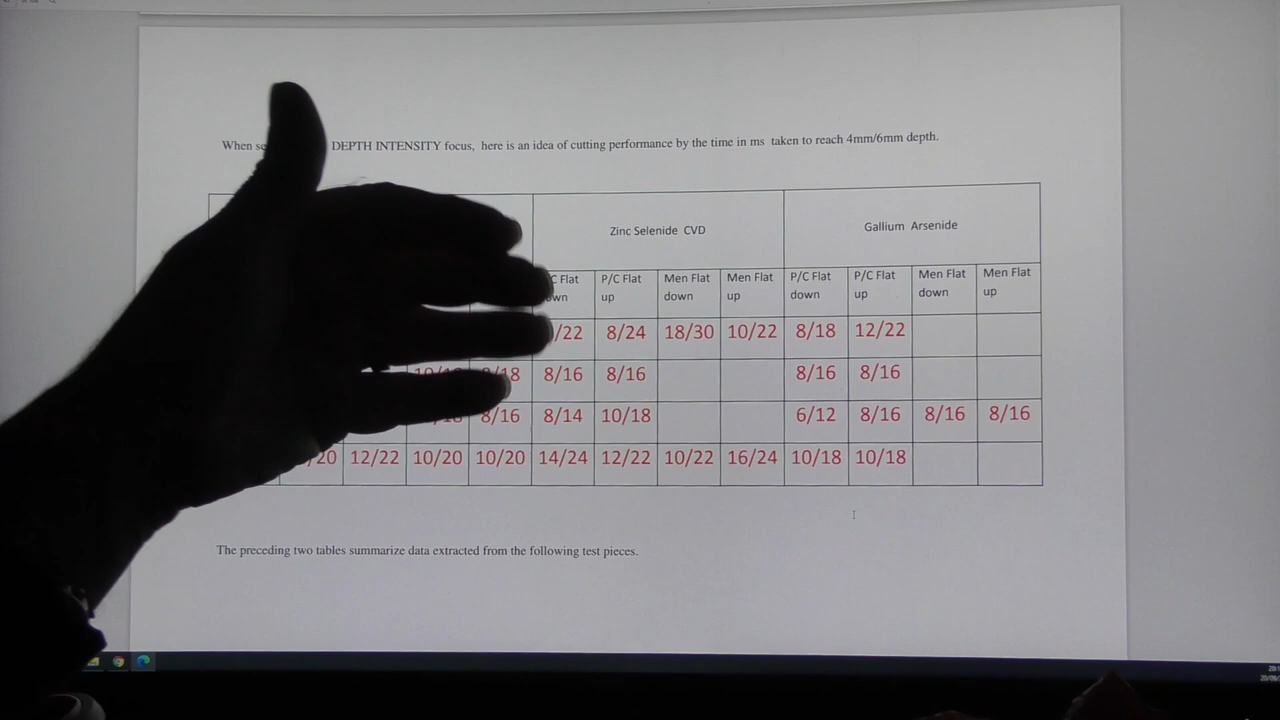 When DEPTH INTENSITY focus, here is an idea of cutting performance by the time in ms taken to reach 4mm/6mm depth.
Zinc Selenide CVD Gallium Arsenide
Flat P/C Flat Men Flat Men Flat P/C Flat P/C Flat Men Flat Men Flat
up down up down up down up
/22 8/24 18/30 10/22 8/18 12/22
/18 8/16 8/16 8/16 8/16
8/16 8/14 10/18 6/12 8/16 8/16 8/16
/20 12/22 10/20 10/20 14/24 12/22 10/22 16/24 10/18 10/18
The preceding two tables summarize data extracted from the following test pieces.